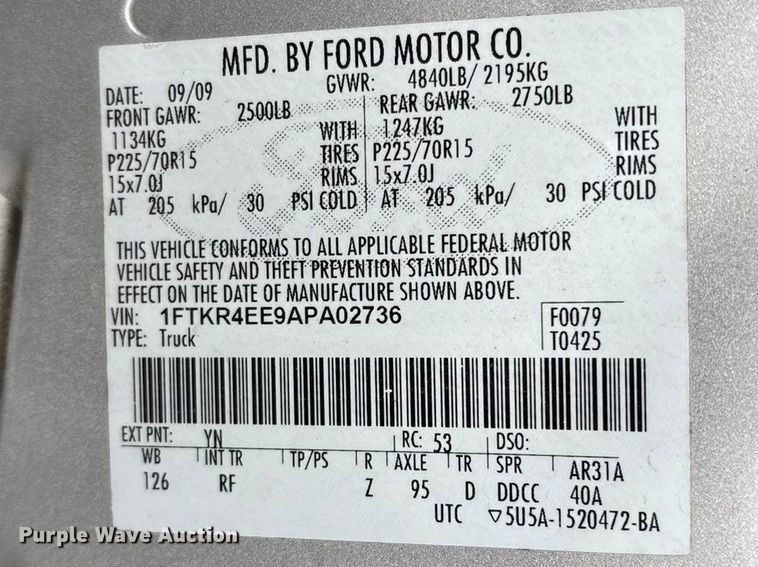 MFD. BY FORD MOTOR CO.
DATE: 09/09 GVWR: 4840LB/ 2195KG
FRONT GAWR: 2500LB REAR GAWR: 2750LB
1134KG WITH 1247KG WITH
P225/70R15 TIRES P225/70R15 TIRES
15x7.0J RIMS 15x7.0J RIMS
AT 205 kPa/ 30 PSI COLD AT 205 kPa/ 30 PSI COLD
THIS VEHICLE CONFORMS TO ALL APPLICABLE FEDERAL MOTOR
VEHICLE SAFETY AND THEFT PREVENTION STANDARDS IN
EFFECT ON THE DATE OF MANUFACTURE SHOWN ABOVE.
VIN: 1FTKR4EE9APA02736 F0079
TYPE: Truck T0425
EXT PNT: YN RC: 53 DSO:
WB INT TR TP/PS R AXLE TR SPR AR31A
126 RF Z 95 D DDCC 40A
UTC ▽5U5A-1520472-BA
Purple Wave Auction